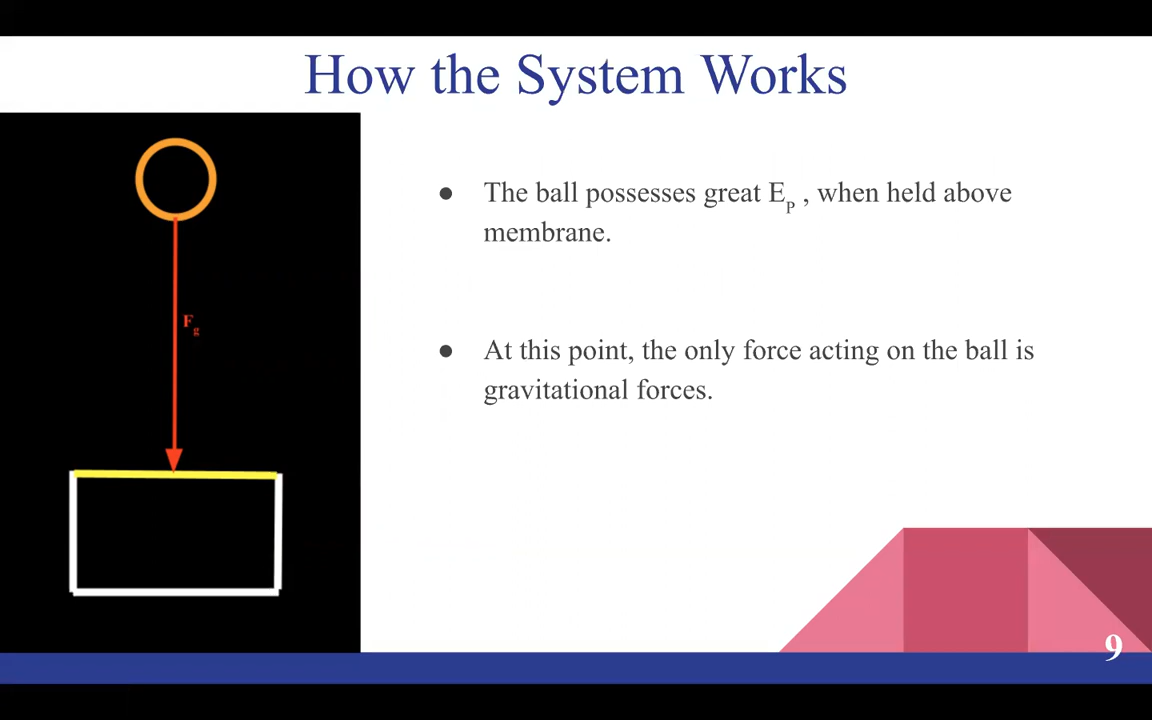 How the System Works
F_g
● The ball possesses great E_P , when held above
membrane.
● At this point, the only force acting on the ball is
gravitational forces.
9